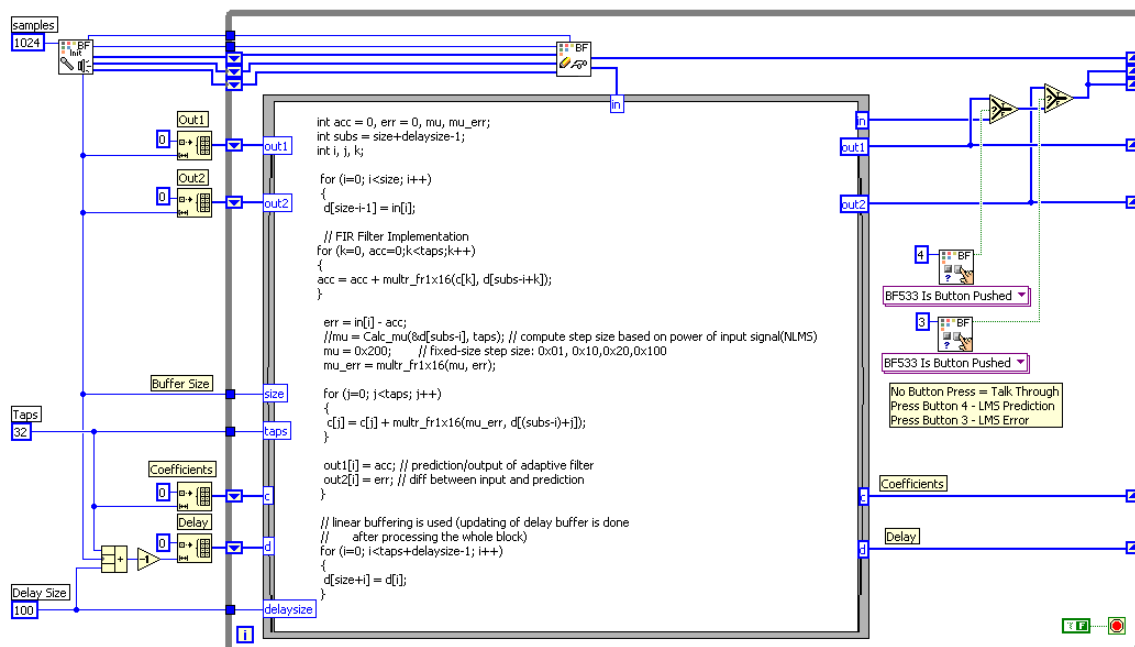 samples
1024
BF
Init
BF
in
Out1
0
out1
Out2
0
out2
int acc = 0, err = 0, mu, mu_err;
int subs = size+delaysize-1;
int i, j, k;
for (i=0; i<size; i++)
{
d[size-i-1] = in[i];
// FIR Filter Implementation
for (k=0, acc=0;k<taps;k++)
{
acc = acc + multr_fr1x16(c[k], d[subs-i+k]);
}
err = in[i] - acc;
//mu = Calc_mu(&d[subs-i], taps); // compute step size based on power of input signal(NLMS)
mu = 0x200; // fixed-size step size: 0x01, 0x10,0x20,0x100
mu_err = multr_fr1x16(mu, err);
for (j=0; j<taps; j++)
{
c[j] = c[j] + multr_fr1x16(mu_err, d[(subs-i)+j]);
}
out1[i] = acc; // prediction/output of adaptive filter
out2[i] = err; // diff between input and prediction
}
// linear buffering is used (updating of delay buffer is done
// after processing the whole block)
for (i=0; i<taps+delaysize-1; i++)
{
d[size+i] = d[i];
}
Buffer Size
size
Taps
32
taps
Coefficients
0
c
Delay
0
d
-1
Delay Size
100
delaysize
i
in
out1
out2
?
T
F
?
T
F
4
BF
?
BF533 Is Button Pushed
3
BF
?
BF533 Is Button Pushed
No Button Press = Talk Through
Press Button 4 - LMS Prediction
Press Button 3 - LMS Error
Coefficients
c
Delay
d
F